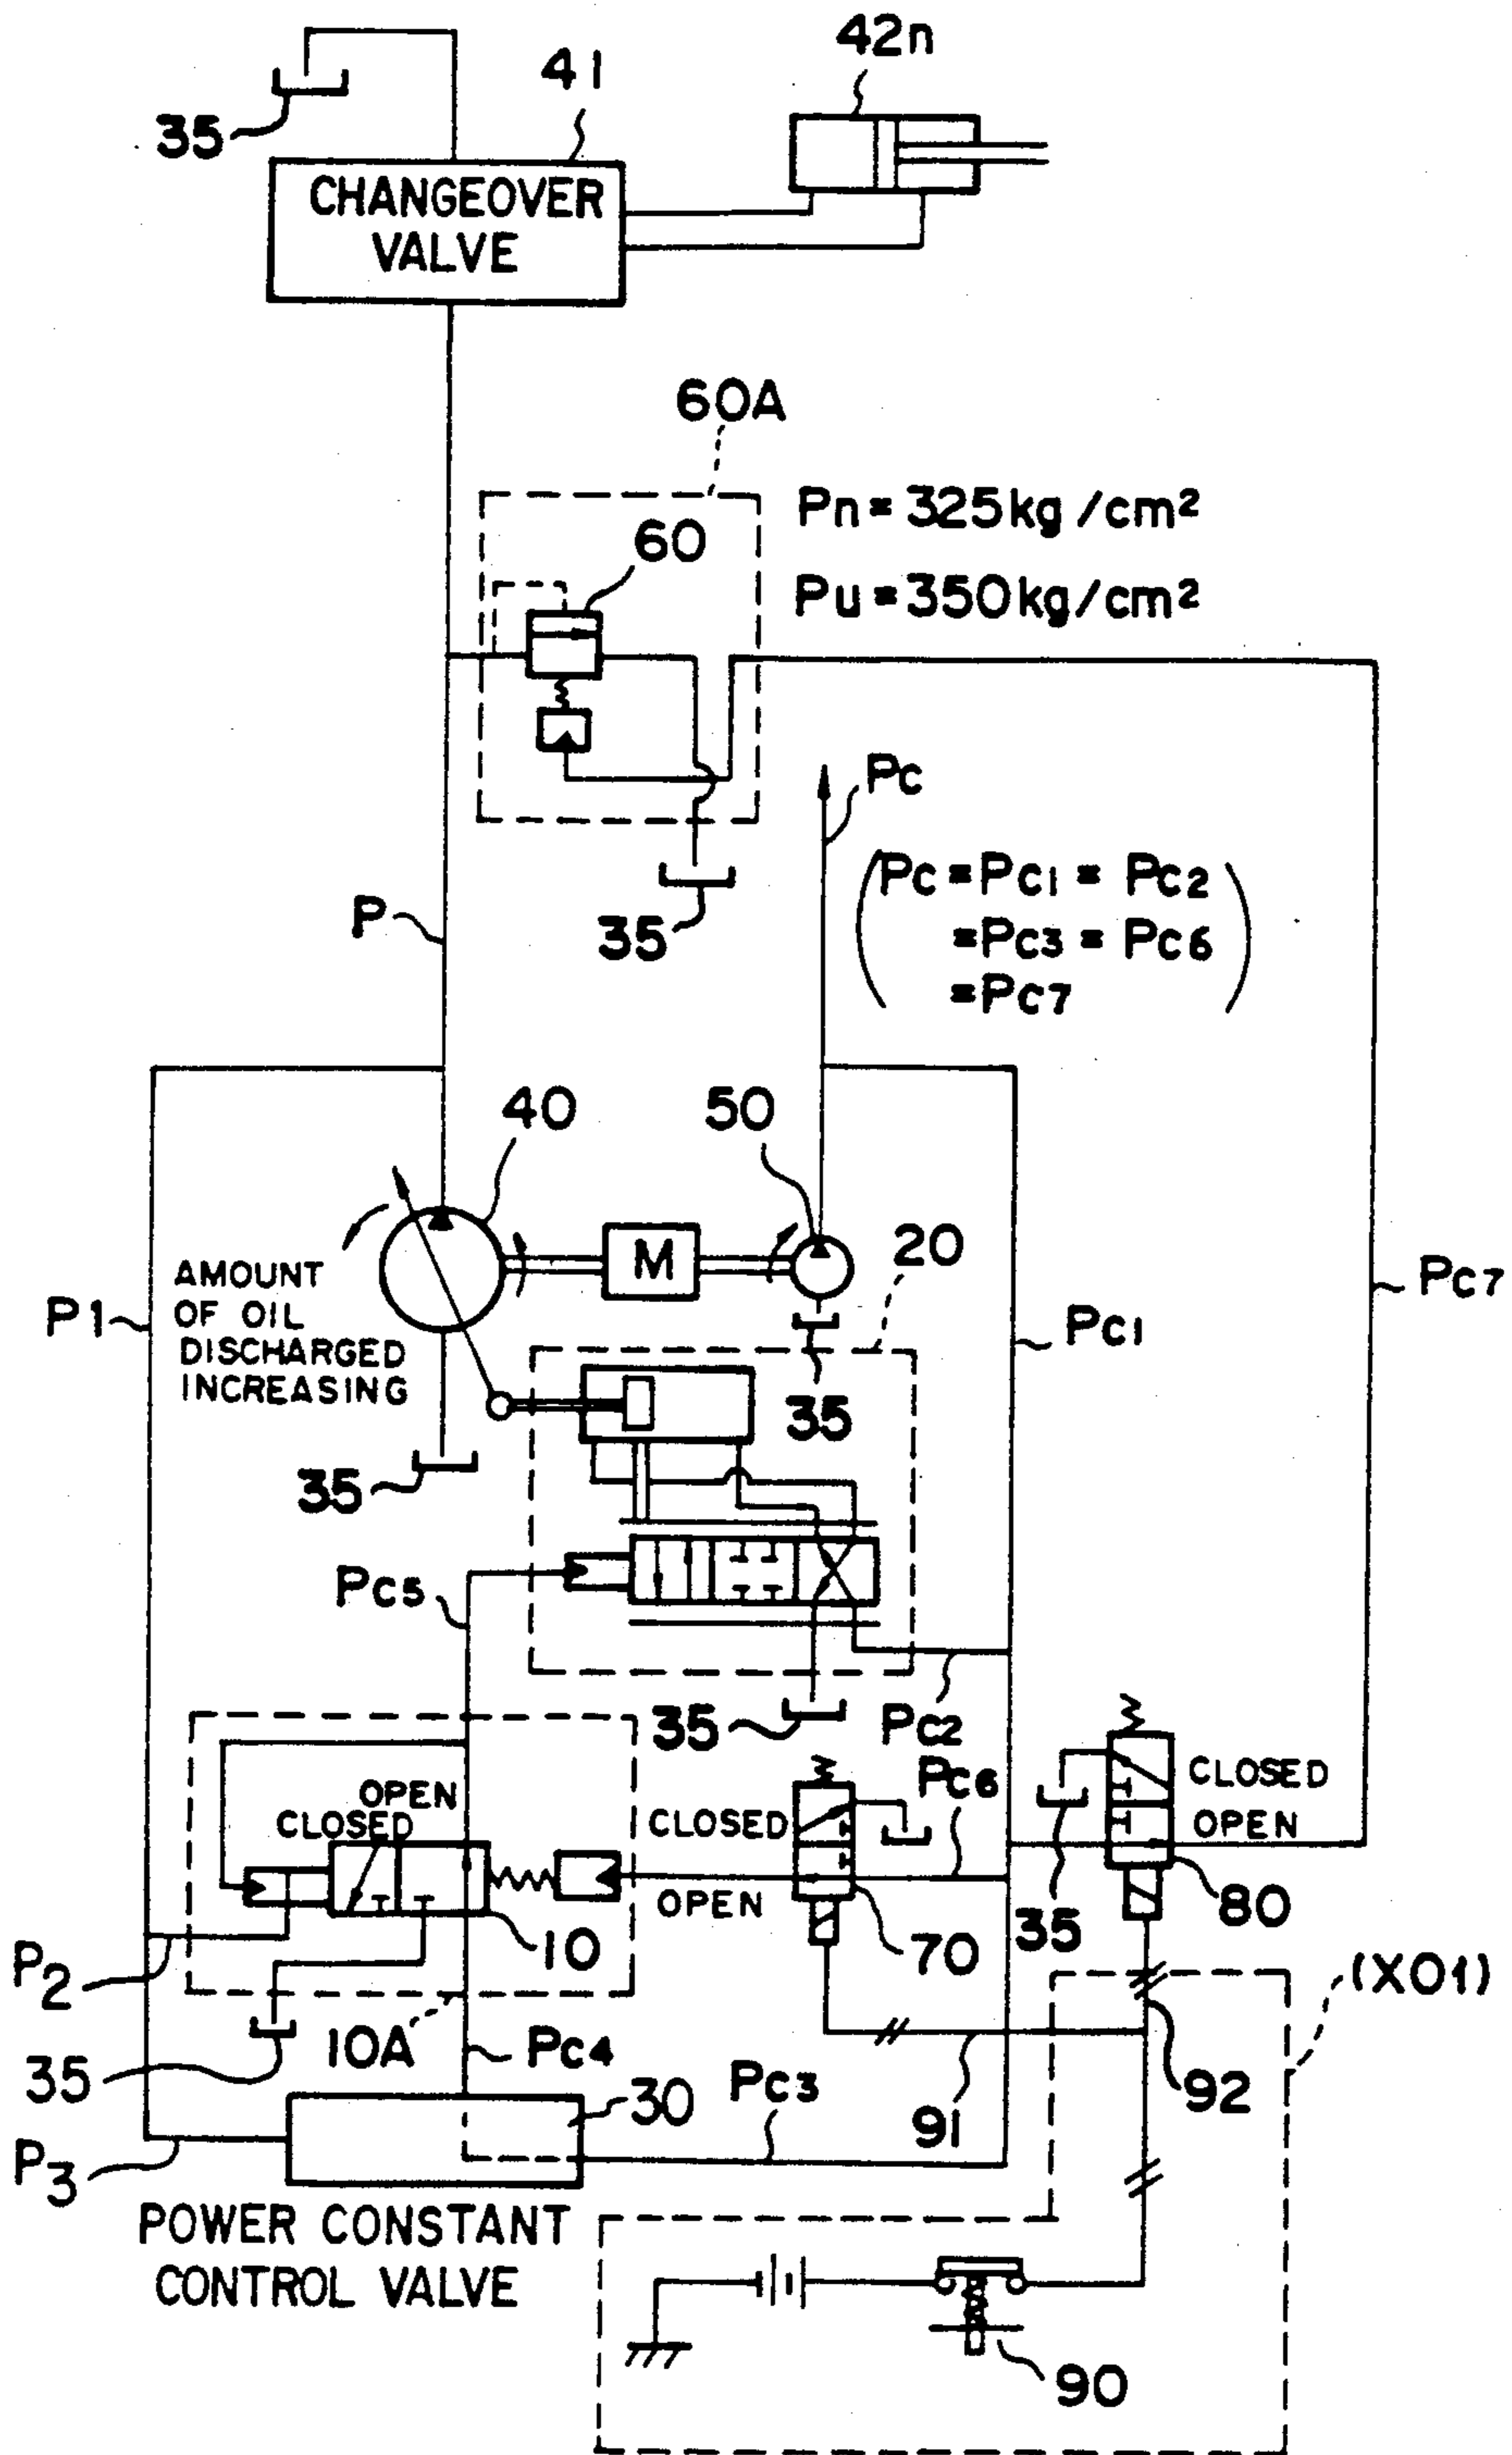 42n
41
35
CHANGEOVER
VALVE
60A
Pn = 325kg/cm²
60
Pu = 350kg/cm²
Pc
(Pc = Pc1 = Pc2
= Pc3 = Pc6
= Pc7)
P
35
40
50
20
M
AMOUNT
OF OIL
DISCHARGED
INCREASING
P1
Pc7
Pc1
35
35
Pc5
35
Pc2
Pc6
CLOSED
OPEN
OPEN
CLOSED
CLOSED
OPEN
35
80
10
70
P2
(X01)
10A
Pc4
35
Pc3
30
91
92
P3
POWER CONSTANT
CONTROL VALVE
90